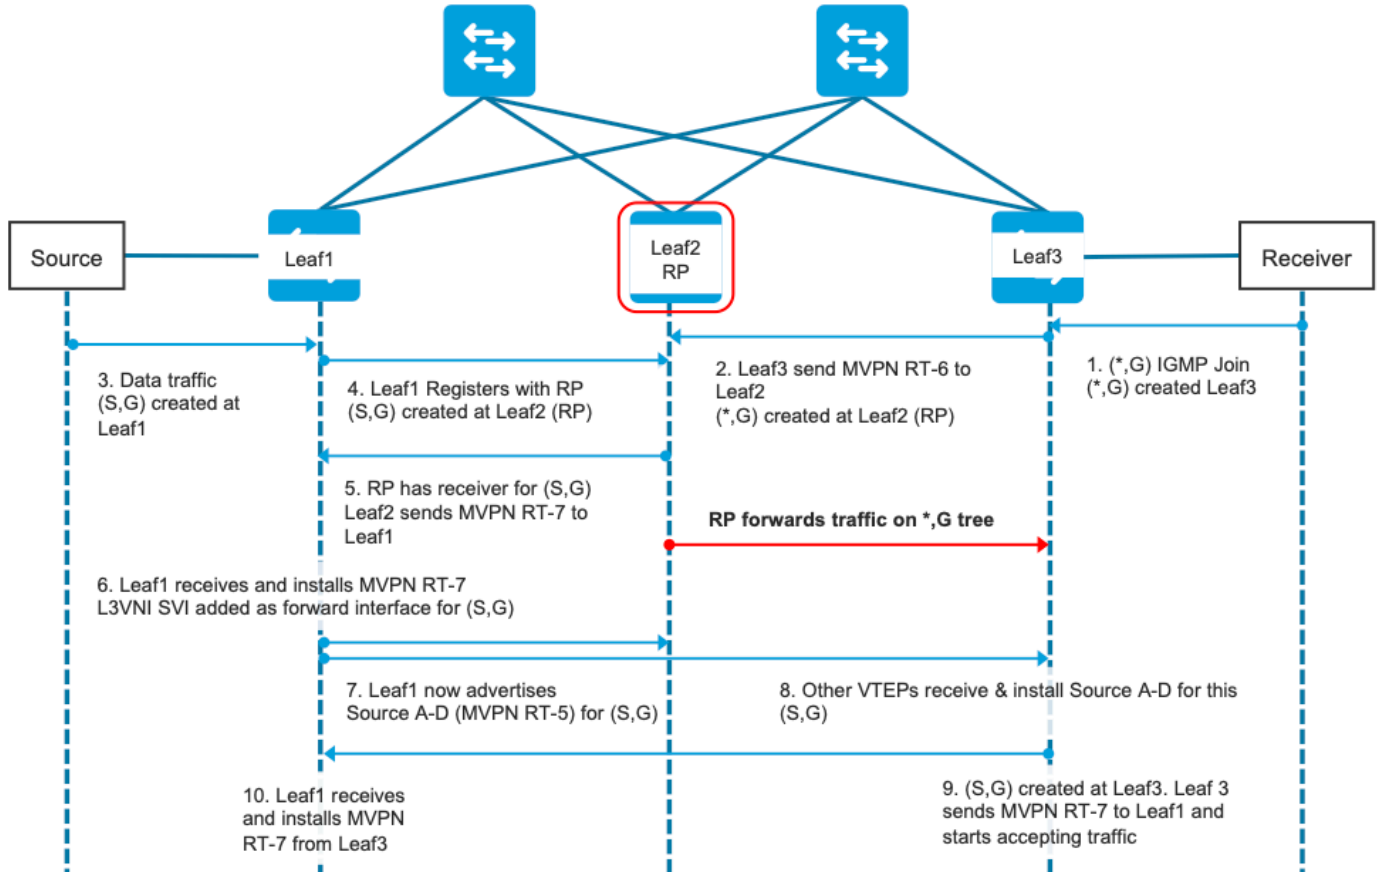 Source
Leaf1
Leaf2
RP
Leaf3
Receiver
1. (*,G) IGMP Join
(*,G) created Leaf3
2. Leaf3 send MVPN RT-6 to
Leaf2
(*,G) created at Leaf2 (RP)
3. Data traffic
(S,G) created at
Leaf1
4. Leaf1 Registers with RP
(S,G) created at Leaf2 (RP)
5. RP has receiver for (S,G)
Leaf2 sends MVPN RT-7 to
Leaf1
RP forwards traffic on *,G tree
6. Leaf1 receives and installs MVPN RT-7
L3VNI SVI added as forward interface for (S,G)
7. Leaf1 now advertises
Source A-D (MVPN RT-5) for (S,G)
8. Other VTEPs receive & install Source A-D for this
(S,G)
9. (S,G) created at Leaf3. Leaf 3
sends MVPN RT-7 to Leaf1 and
starts accepting traffic
10. Leaf1 receives
and installs MVPN
RT-7 from Leaf3